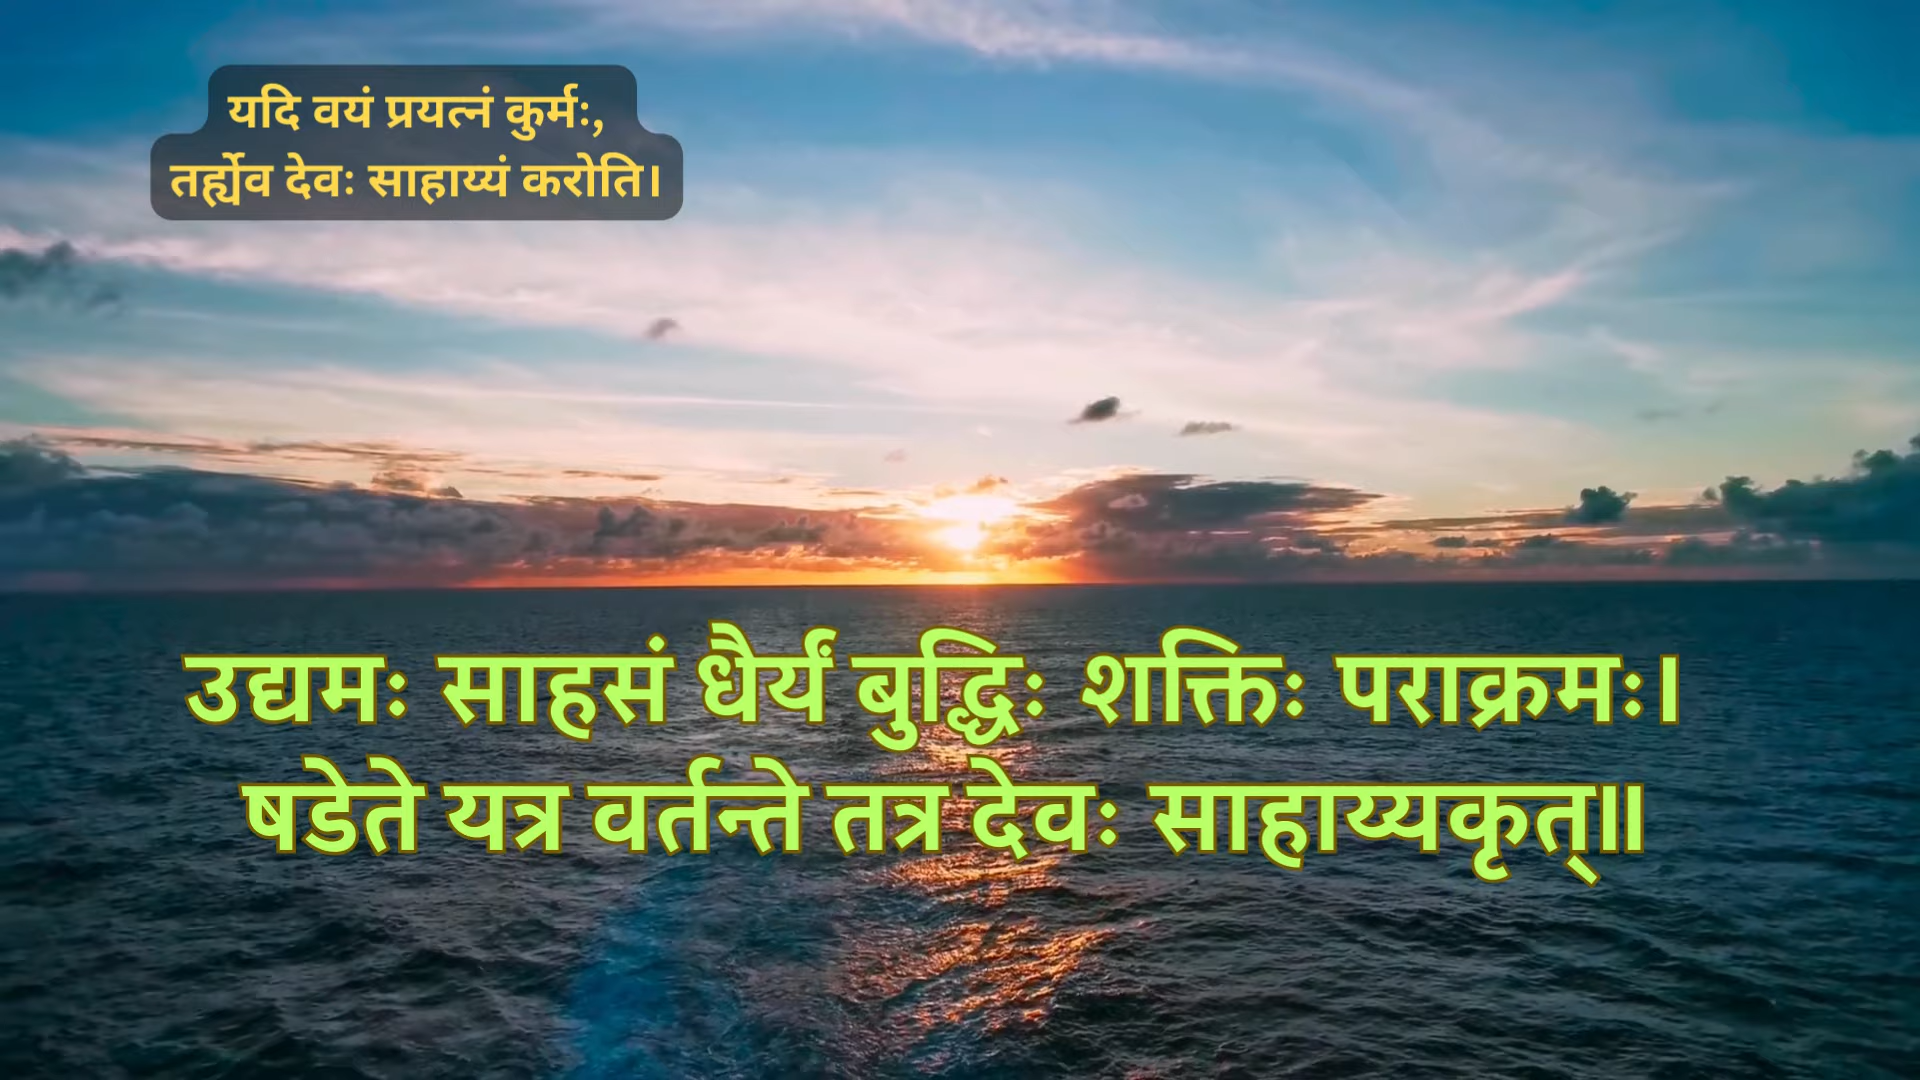 यदि वयं प्रयत्नं कुर्मः,
तर्ह्येव देवः साहाय्यं करोति।
उद्यमः साहसं धैर्यं बुद्धिः शक्तिः पराक्रमः।
षडेते यत्र वर्तन्ते तत्र देवः साहाय्यकृत्॥